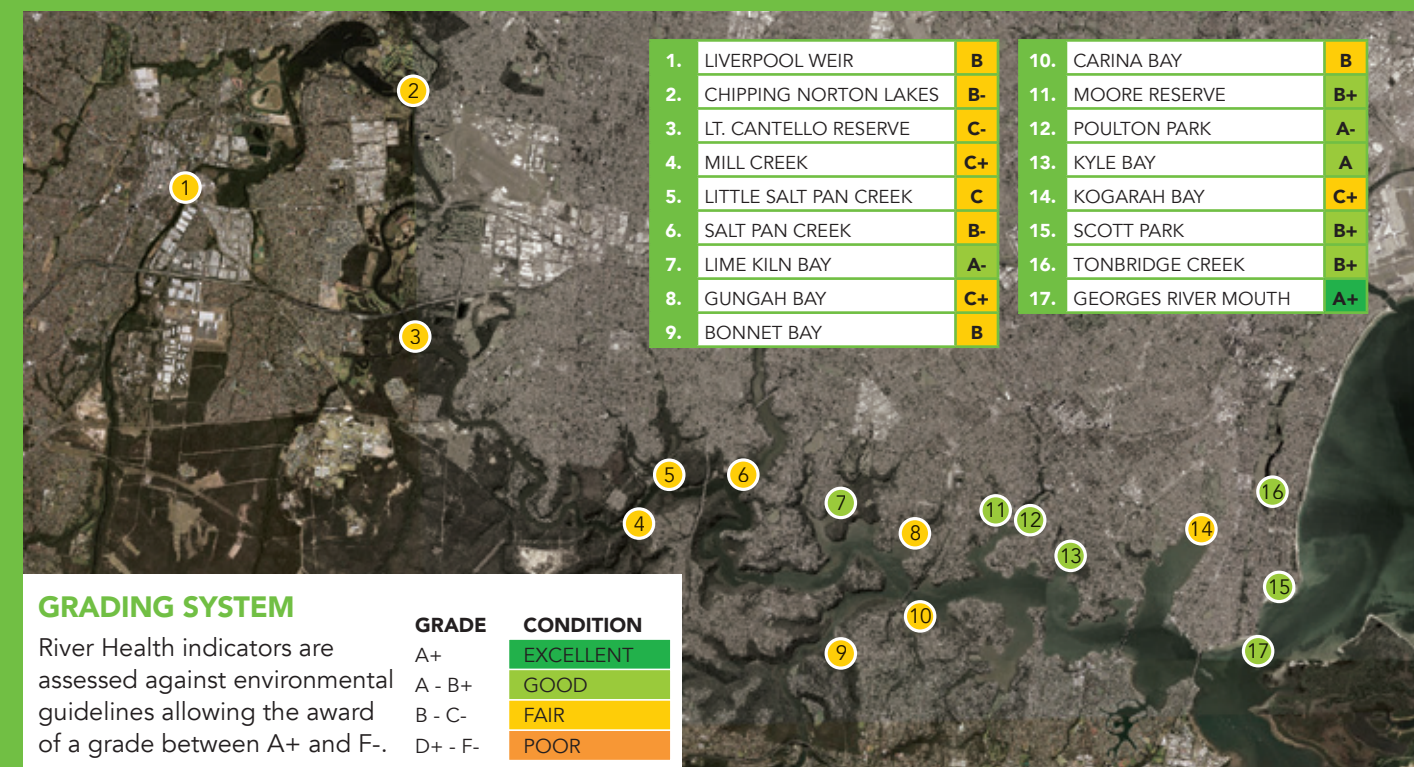 1. LIVERPOOL WEIR B
2. CHIPPING NORTON LAKES B-
3. LT. CANTELLO RESERVE C-
4. MILL CREEK C+
5. LITTLE SALT PAN CREEK C
6. SALT PAN CREEK B-
7. LIME KILN BAY A-
8. GUNGAH BAY C+
9. BONNET BAY B
10. CARINA BAY B
11. MOORE RESERVE B+
12. POULTON PARK A-
13. KYLE BAY A
14. KOGARAH BAY C+
15. SCOTT PARK B+
16. TONBRIDGE CREEK B+
17. GEORGES RIVER MOUTH A+
2
1
3
5
6
4
7
8
11
12
13
14
16
15
10
9
17
GRADING SYSTEM
River Health indicators are
assessed against environmental
guidelines allowing the award
of a grade between A+ and F-.
GRADE CONDITION
A+ EXCELLENT
A - B+ GOOD
B - C- FAIR
D+ - F- POOR